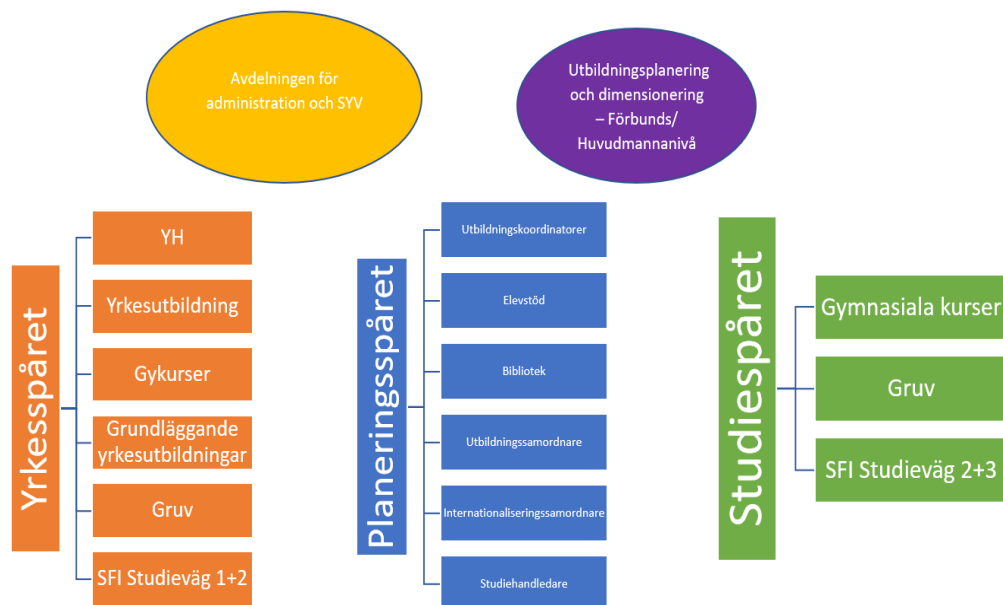 Avdelningen för
administration och SYV
Utbildningsplanering
och dimensionering
– Förbunds/
Huvudmannanivå
Yrkesspåret
YH
Yrkesutbildning
Gykurser
Grundläggande
yrkesutbildningar
Gruv
SFI Studieväg 1+2
Planeringsspåret
Utbildningskoordinatorer
Elevstöd
Bibliotek
Utbildningssamordnare
Internationaliseringssamordnare
Studiehandledare
Studiespåret
Gymnasiala kurser
Gruv
SFI Studieväg 2+3